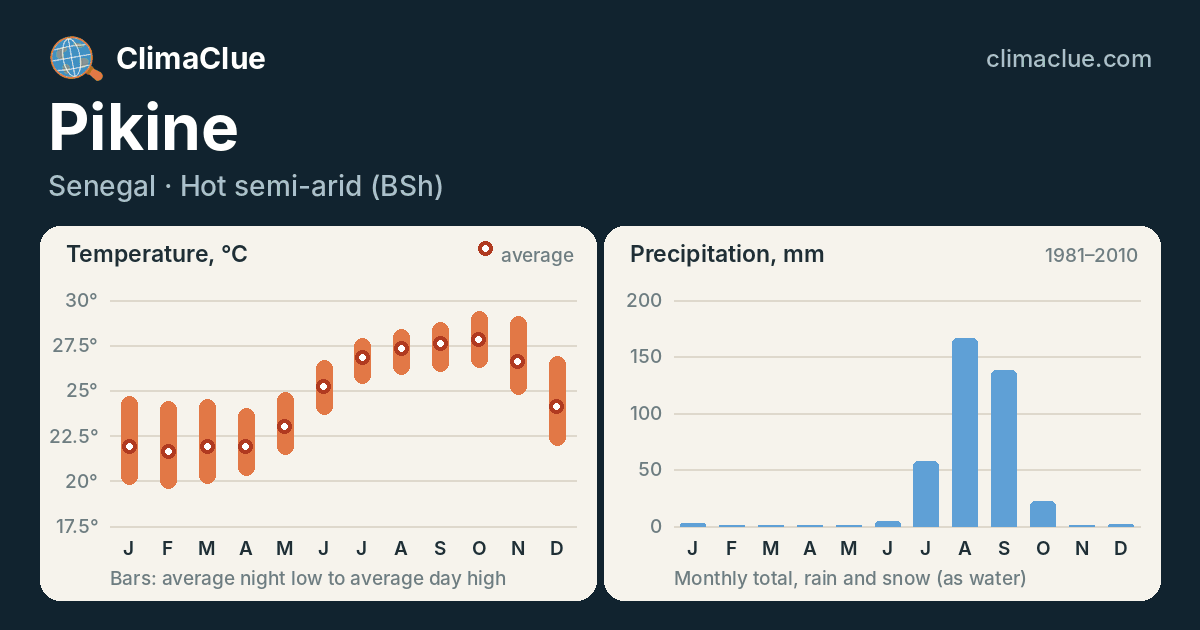 ClimaClue
climaclue.com
Pikine
Senegal · Hot semi-arid (BSh)
Temperature, °C
average
30°
27.5°
25°
22.5°
20°
17.5°
J F M A M J J A S O N D
Bars: average night low to average day high
Precipitation, mm
1981–2010
200
150
100
50
0
J F M A M J J A S O N D
Monthly total, rain and snow (as water)